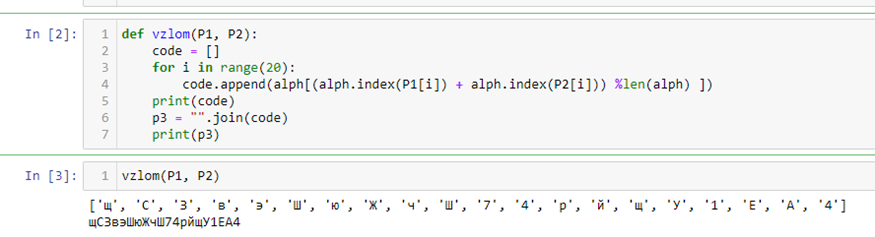 In [2]:
1 def vzlom(P1, P2):
2     code = []
3     for i in range(20):
4         code.append(alph[(alph.index(P1[i]) + alph.index(P2[i])) %len(alph) ])
5     print(code)
6     p3 = "".join(code)
7     print(p3)
In [3]:
1 vzlom(P1, P2)
['щ', 'С', 'З', 'в', 'э', 'Ш', 'ю', 'Ж', 'ч', 'Ш', '7', '4', 'р', 'й', 'щ', 'У', '1', 'Е', 'А', '4']
щСЗвэШюЖчШ74рйщУ1ЕА4